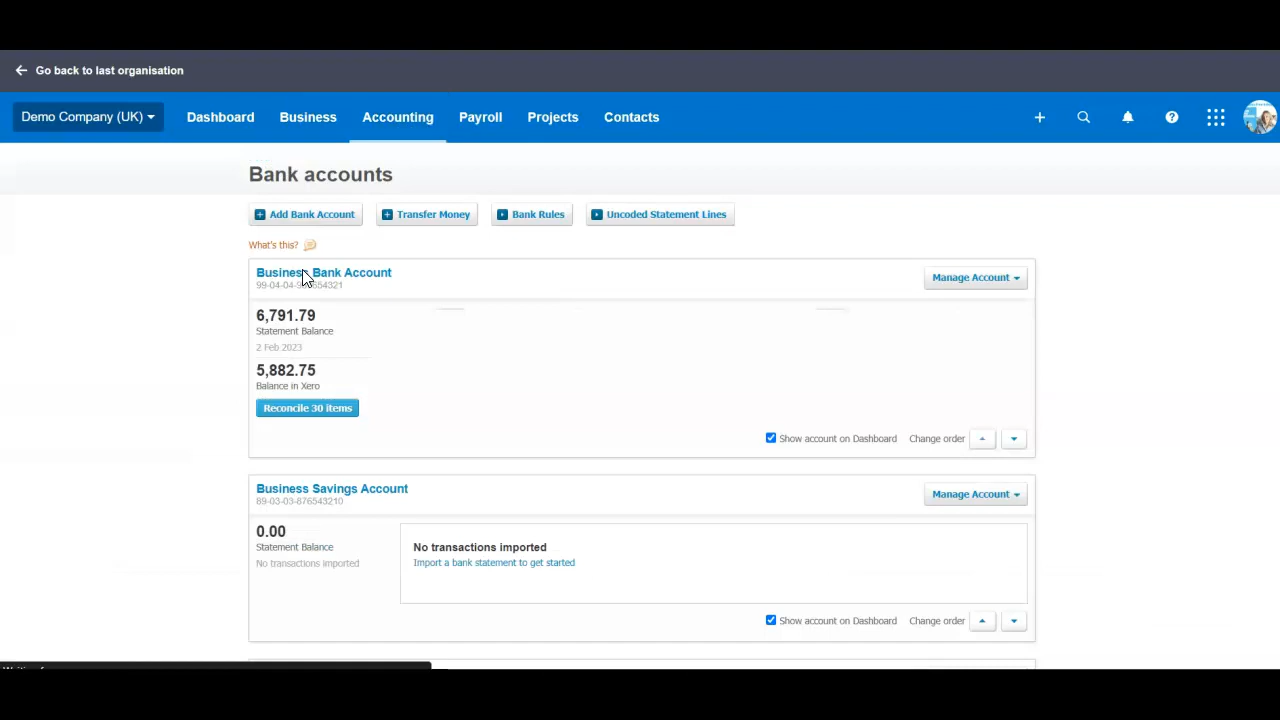 Go back to last organisation
Demo Company (UK) Dashboard Business Accounting Payroll Projects Contacts
Bank accounts
Add Bank Account Transfer Money Bank Rules Uncoded Statement Lines
What's this?
Business Bank Account Manage Account
6,791.79
Statement Balance
2 Feb 2023
5,882.75
Balance in Xero
Reconcile 30 items
Show account on Dashboard Change order
Business Savings Account Manage Account
89-03-03-876543210
0.00
Statement Balance
No transactions imported
No transactions imported
Import a bank statement to get started
Show account on Dashboard Change order